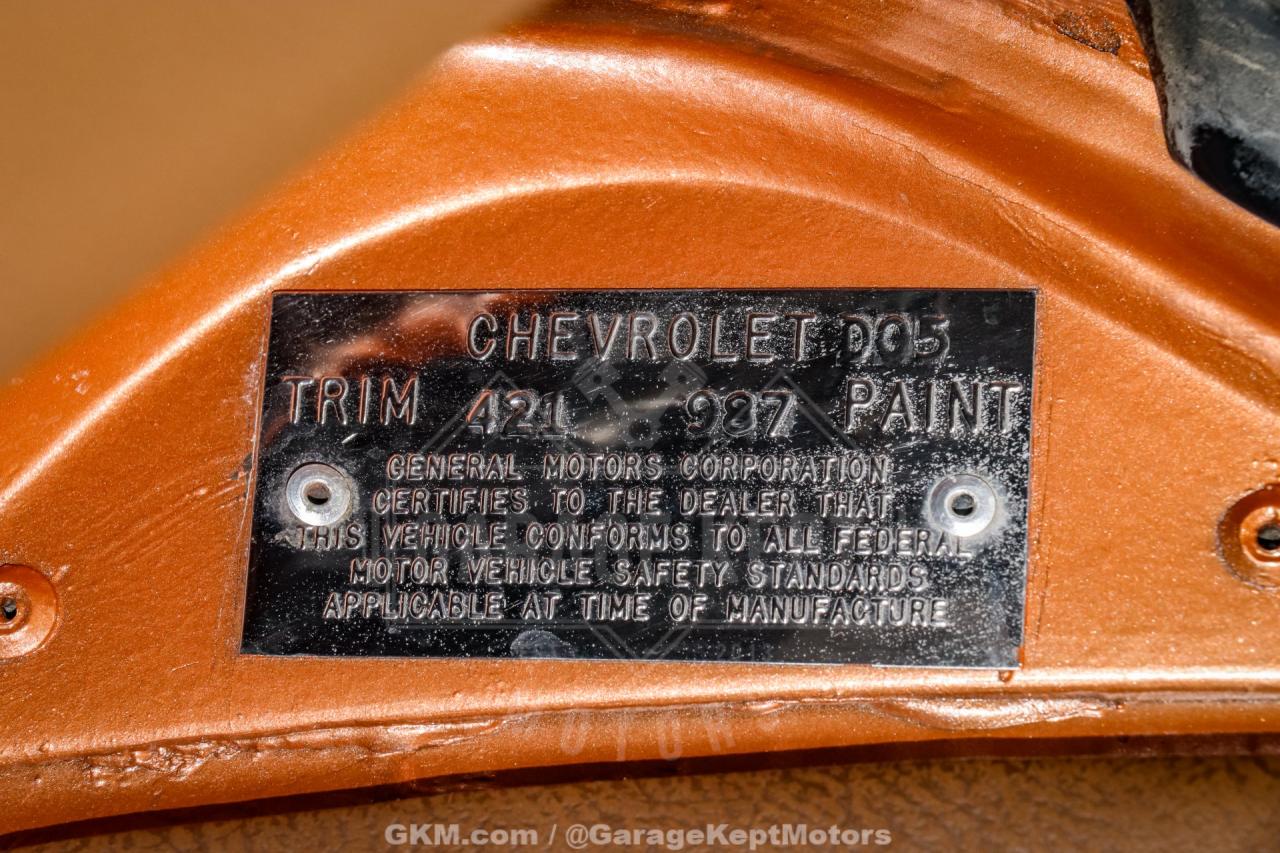 CHEVROLET D05
TRIM 421 987 PAINT
GENERAL MOTORS CORPORATION
CERTIFIES TO THE DEALER THAT
THIS VEHICLE CONFORMS TO ALL FEDERAL
MOTOR VEHICLE SAFETY STANDARDS
APPLICABLE AT TIME OF MANUFACTURE
MOTORS
GKM.com / @GarageKeptMotors